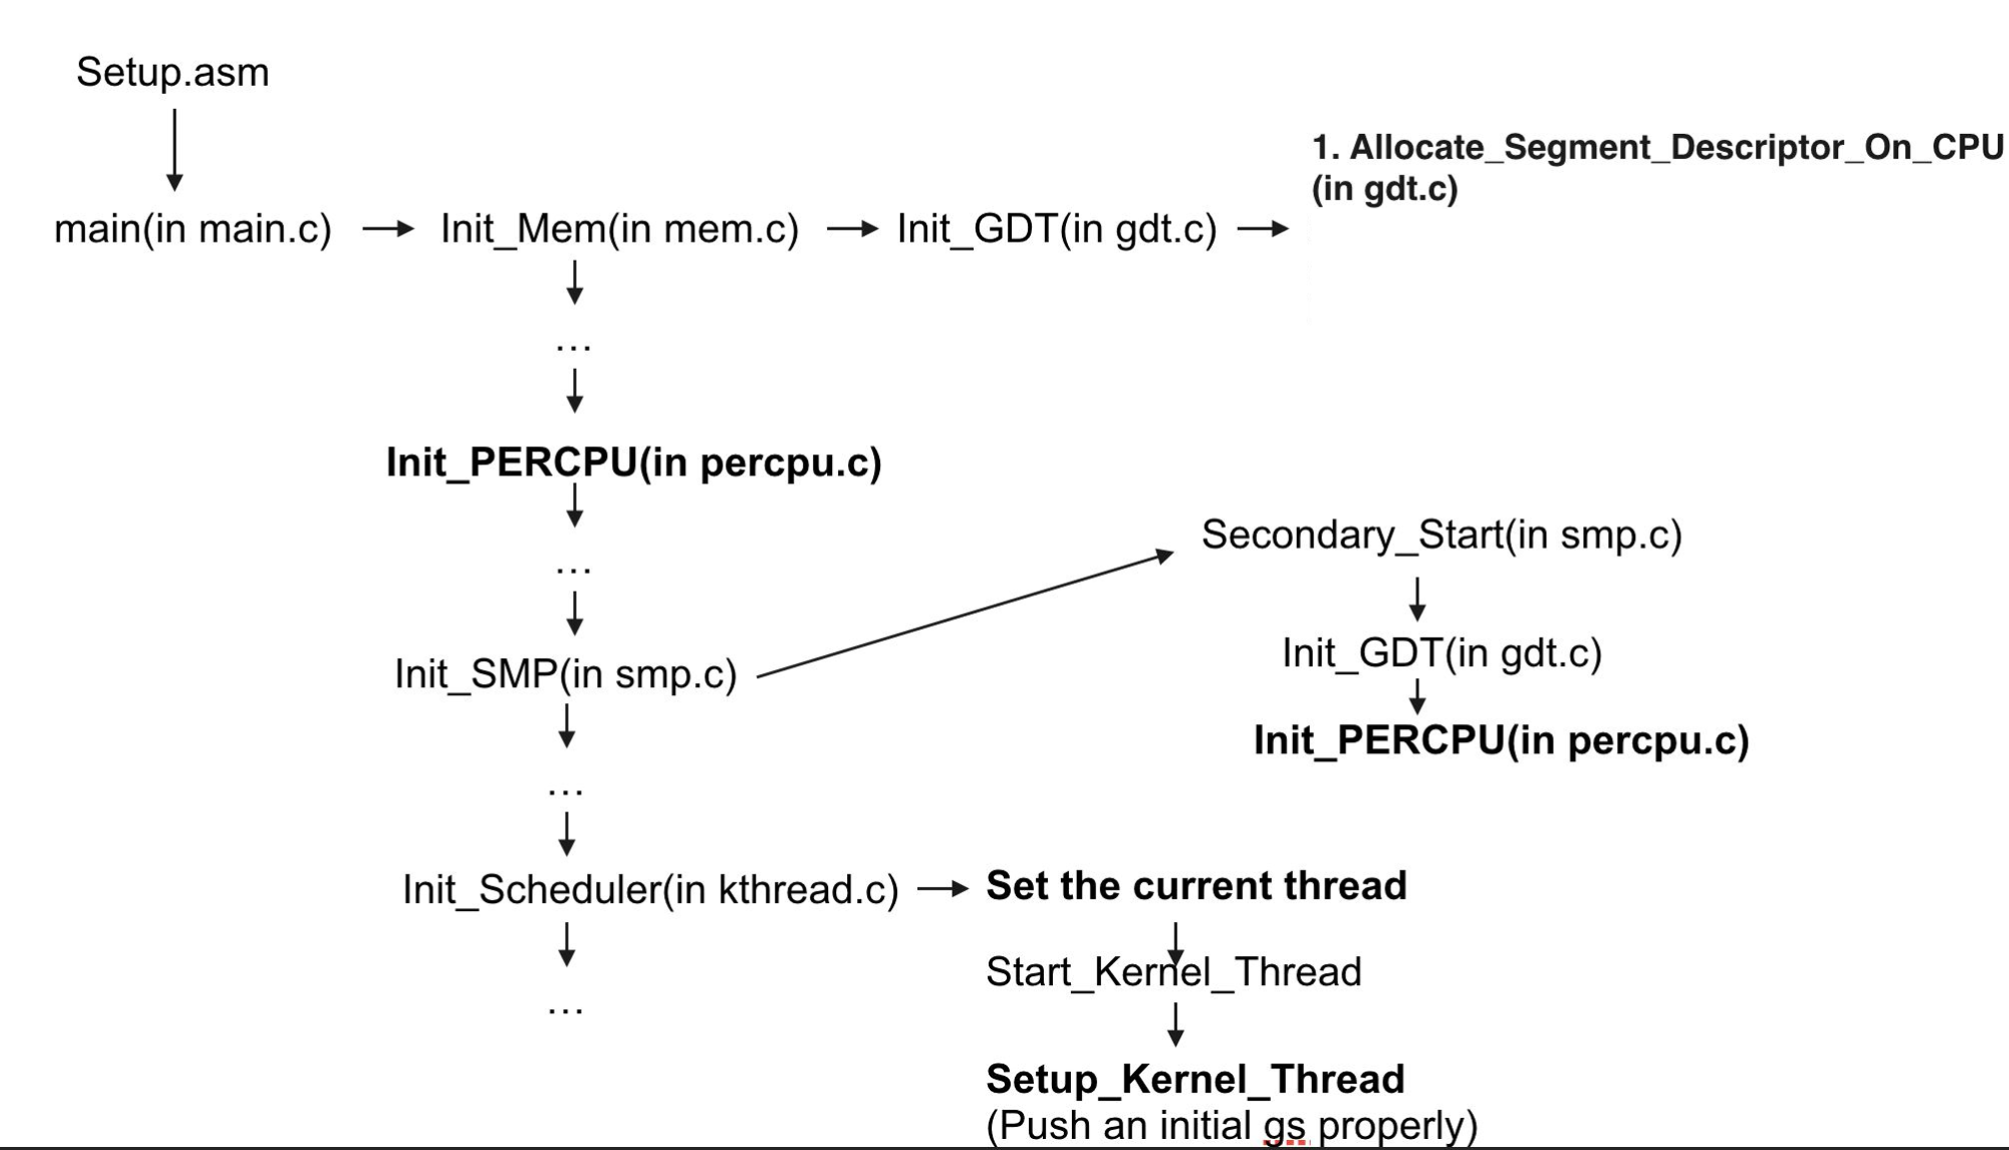 Setup.asm
1. Allocate_Segment_Descriptor_On_CPU
(in gdt.c)
main(in main.c)
Init_Mem(in mem.c)
Init_GDT(in gdt.c)
...
Init_PERCPU(in percpu.c)
...
Secondary_Start(in smp.c)
Init_GDT(in gdt.c)
Init_SMP(in smp.c)
Init_PERCPU(in percpu.c)
...
Init_Scheduler(in kthread.c)
Set the current thread
Start_Kernel_Thread
...
Setup_Kernel_Thread
(Push an initial gs properly)